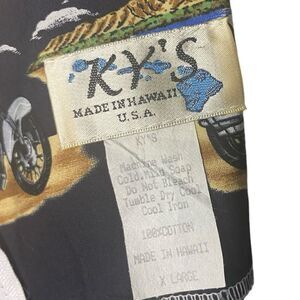 KY'S
MADE IN HAWAII
U.S.A.
KY'S
Machine Wash
Cold.Mild Soap
Do Not Bleach
Tumble Dry Cool
Cool Iron
100%COTTON
MADE IN HAWAII
X LARGE